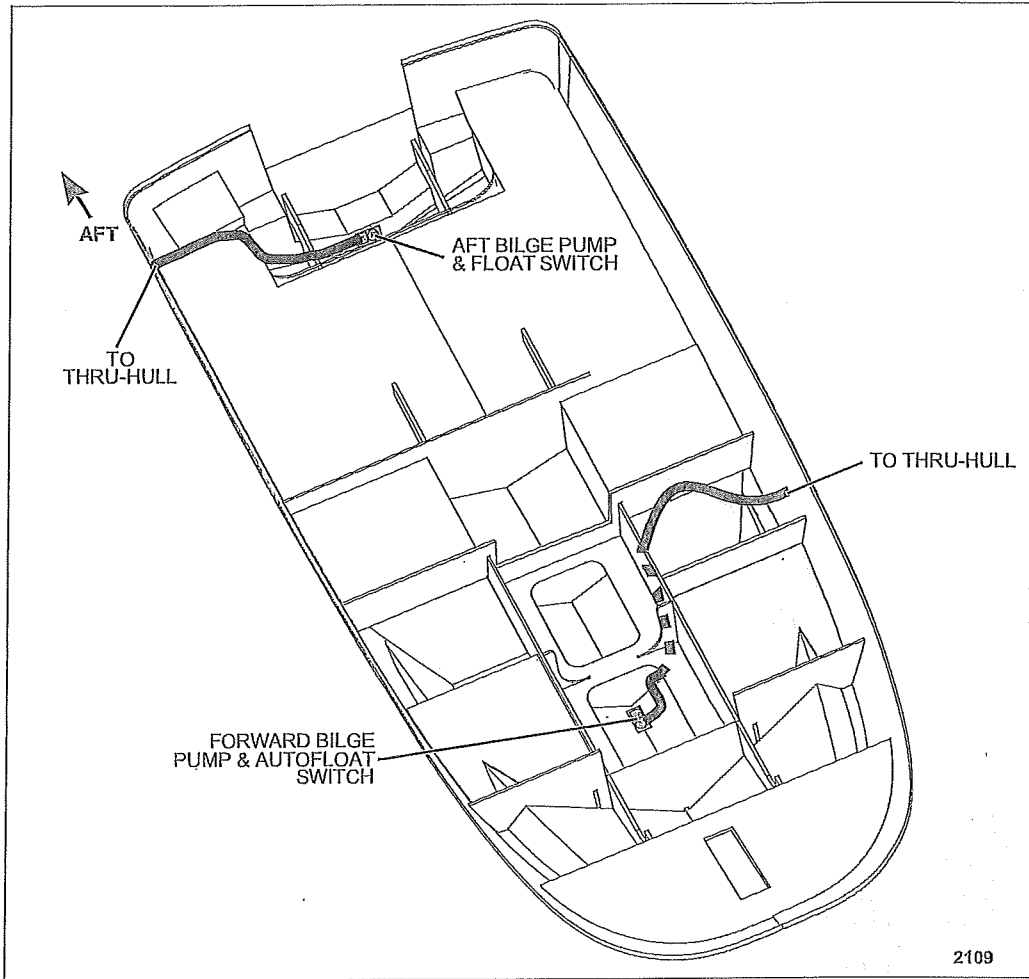 AFT
AFT BILGE PUMP
& FLOAT SWITCH
TO
THRU-HULL
TO THRU-HULL
FORWARD BILGE
PUMP & AUTOFLOAT
SWITCH
2109